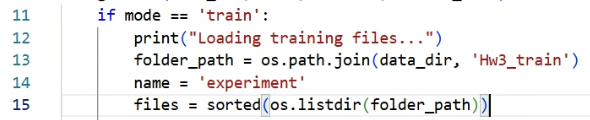 11 if mode == 'train':
12 print("Loading training files...")
13 folder_path = os.path.join(data_dir, 'Hw3_train')
14 name = 'experiment'
15 files = sorted(os.listdir(folder_path))